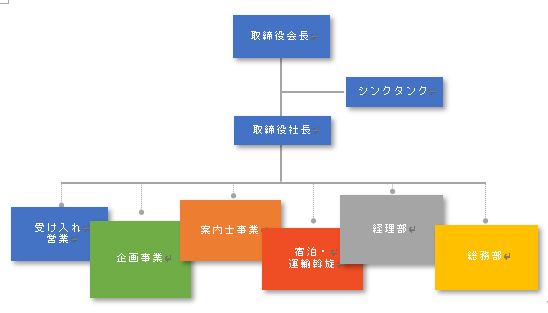 取締役会長
シンクタンク
取締役社長
受け入れ
営業
企画事業
案内士事業
宿泊・
運輸斡旋
経理部
総務部